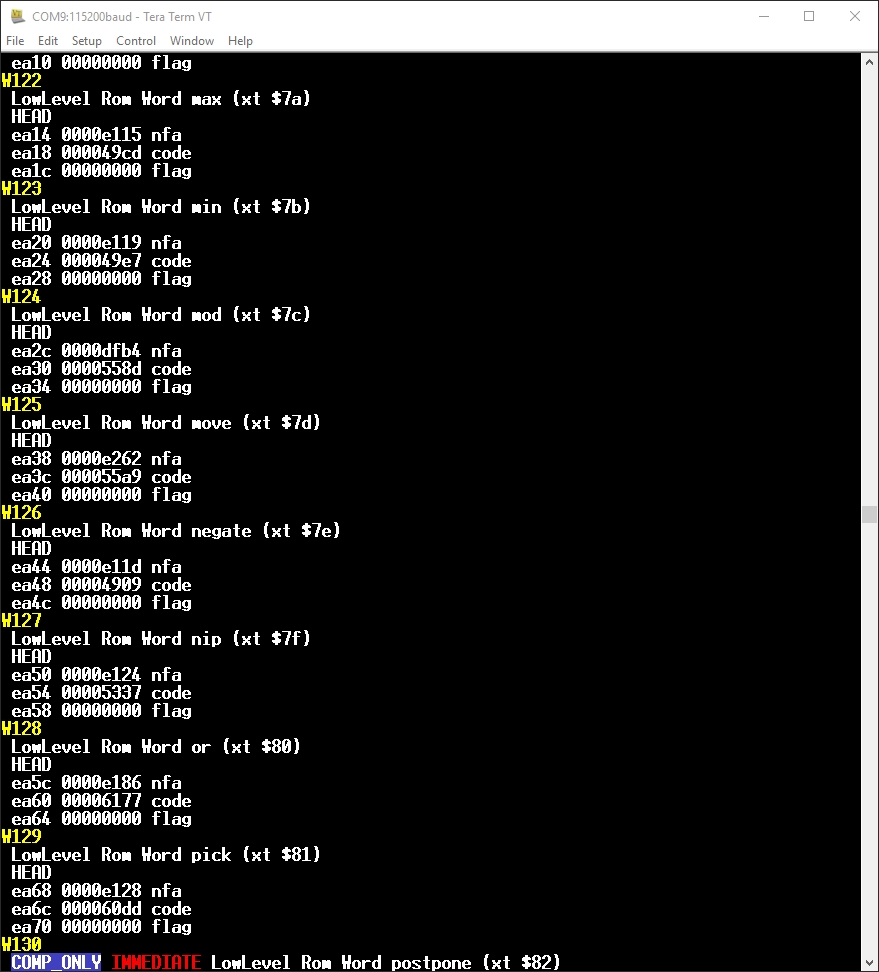 COM9:115200baud - Tera Term VT
File Edit Setup Control Window Help
ea10 00000000 flag
W122
LowLevel Rom Word max (xt $7a)
HEAD
ea14 0000e115 nfa
ea18 000049cd code
ea1c 00000000 flag
W123
LowLevel Rom Word min (xt $7b)
HEAD
ea20 0000e119 nfa
ea24 000049e7 code
ea28 00000000 flag
W124
LowLevel Rom Word mod (xt $7c)
HEAD
ea2c 0000dfb4 nfa
ea30 0000558d code
ea34 00000000 flag
W125
LowLevel Rom Word move (xt $7d)
HEAD
ea38 0000e262 nfa
ea3c 000055a9 code
ea40 00000000 flag
W126
LowLevel Rom Word negate (xt $7e)
HEAD
ea44 0000e11d nfa
ea48 00004909 code
ea4c 00000000 flag
W127
LowLevel Rom Word nip (xt $7f)
HEAD
ea50 0000e124 nfa
ea54 00005337 code
ea58 00000000 flag
W128
LowLevel Rom Word or (xt $80)
HEAD
ea5c 0000e186 nfa
ea60 00006177 code
ea64 00000000 flag
W129
LowLevel Rom Word pick (xt $81)
HEAD
ea68 0000e128 nfa
ea6c 000060dd code
ea70 00000000 flag
W130
COMP_ONLY IMMEDIATE LowLevel Rom Word postpone (xt $82)